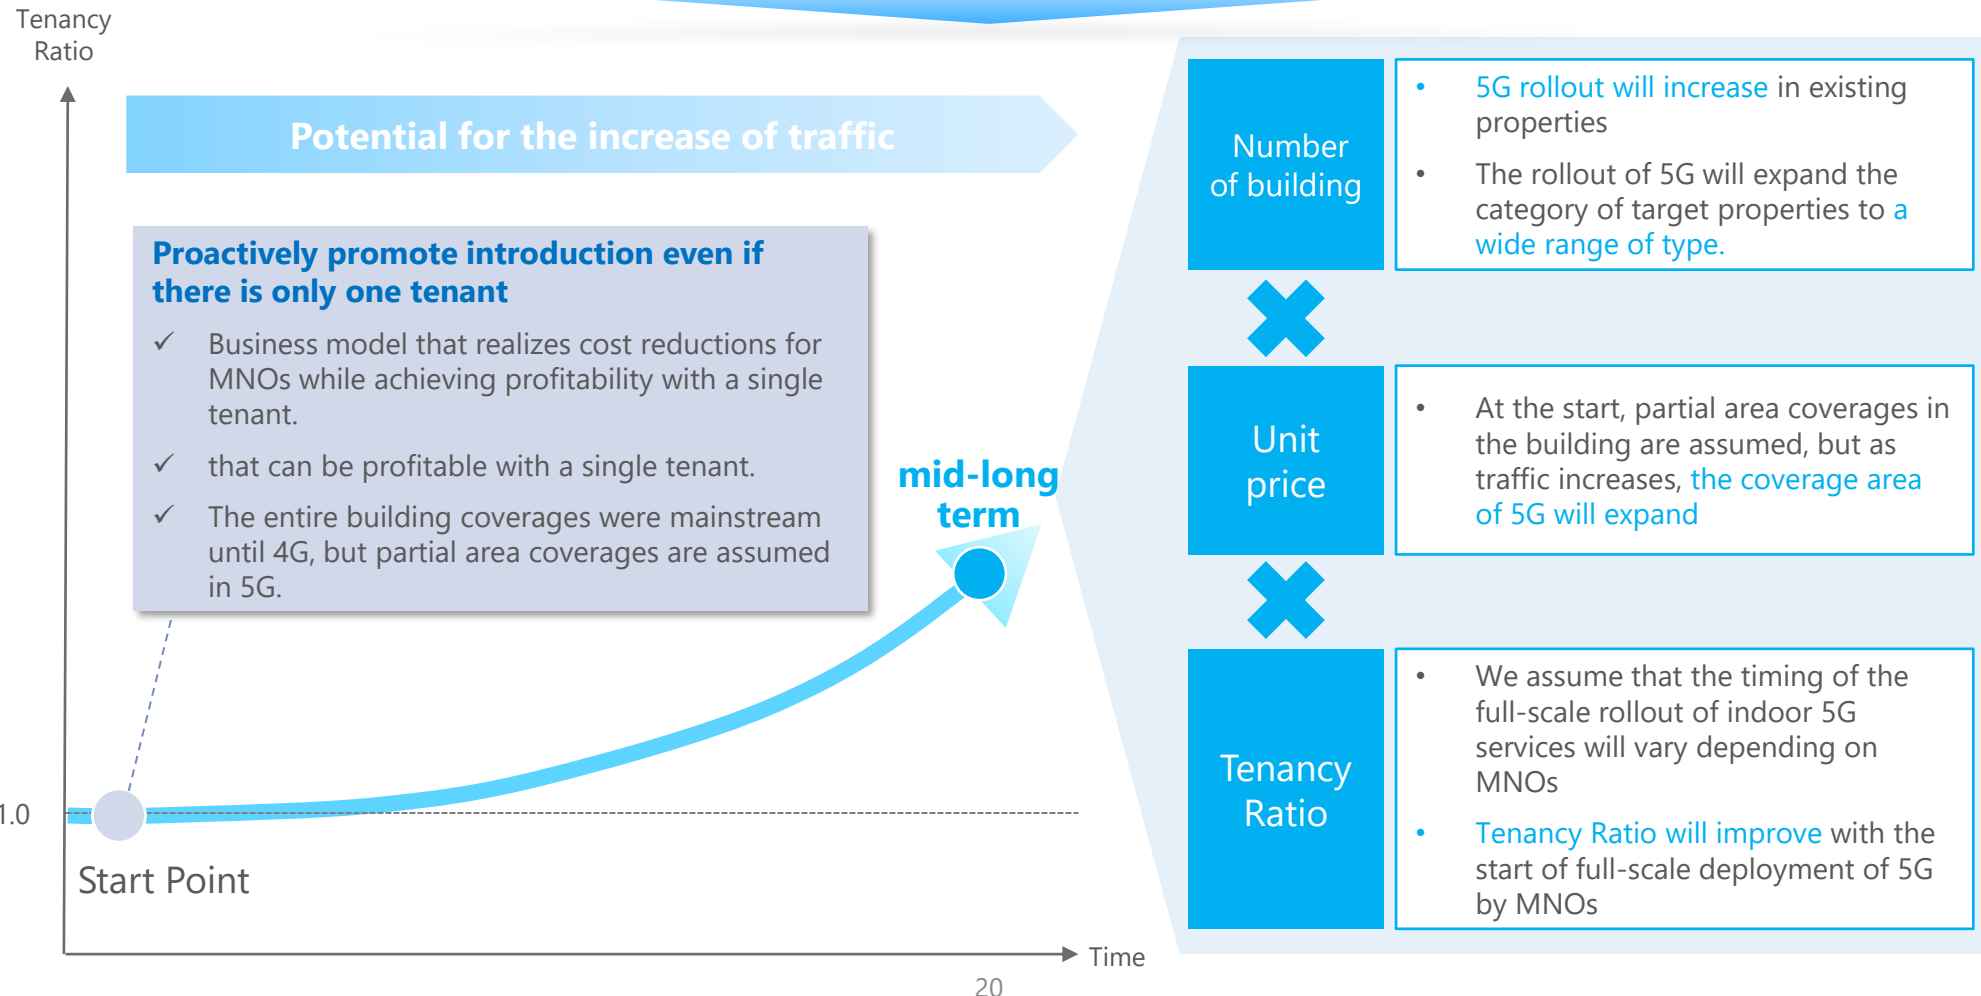 Tenancy
Ratio
Potential for the increase of traffic
Proactively promote introduction even if
there is only one tenant
✓ Business model that realizes cost reductions for
MNOs while achieving profitability with a single
tenant.
✓ that can be profitable with a single tenant.
✓ The entire building coverages were mainstream
until 4G, but partial area coverages are assumed
in 5G.
mid-long
term
1.0
Start Point
Time
Number
of building
• 5G rollout will increase in existing
properties
• The rollout of 5G will expand the
category of target properties to a
wide range of type.
Unit
price
• At the start, partial area coverages in
the building are assumed, but as
traffic increases, the coverage area
of 5G will expand
Tenancy
Ratio
• We assume that the timing of the
full-scale rollout of indoor 5G
services will vary depending on
MNOs
• Tenancy Ratio will improve with the
start of full-scale deployment of 5G
by MNOs
20